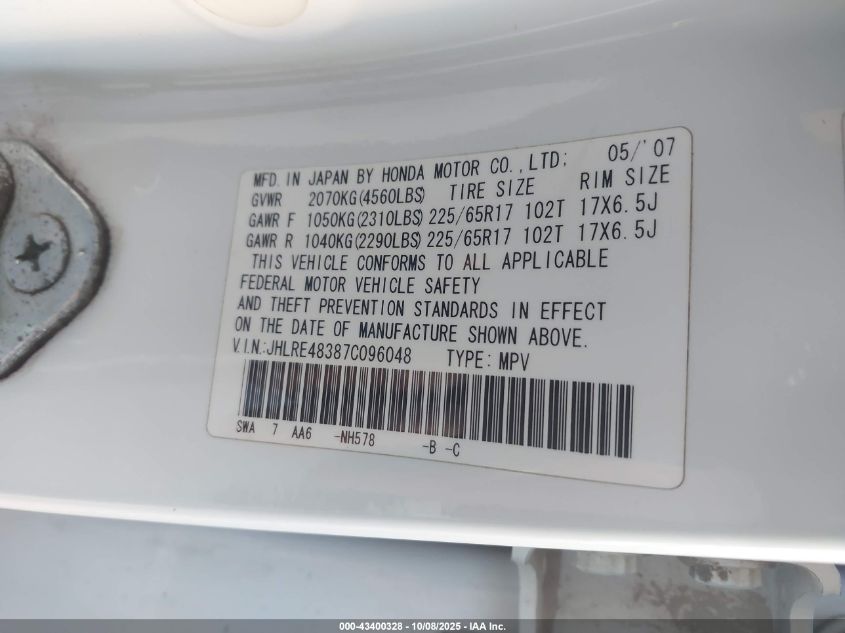 MFD. IN JAPAN BY HONDA MOTOR CO.,LTD; 05/'07
GVWR 2070KG(4560LBS) TIRE SIZE RIM SIZE
GAWR F 1050KG(2310LBS) 225/65R17 102T 17X6.5J
GAWR R 1040KG(2290LBS) 225/65R17 102T 17X6.5J
THIS VEHICLE CONFORMS TO ALL APPLICABLE
FEDERAL MOTOR VEHICLE SAFETY
AND THEFT PREVENTION STANDARDS IN EFFECT
ON THE DATE OF MANUFACTURE SHOWN ABOVE.
V.I.N.:JHLRE48387C096048 TYPE: MPV
SWA 7 AA6 -NH578 -B -C
000-43400328 - 10/08/2025 - IAA Inc.